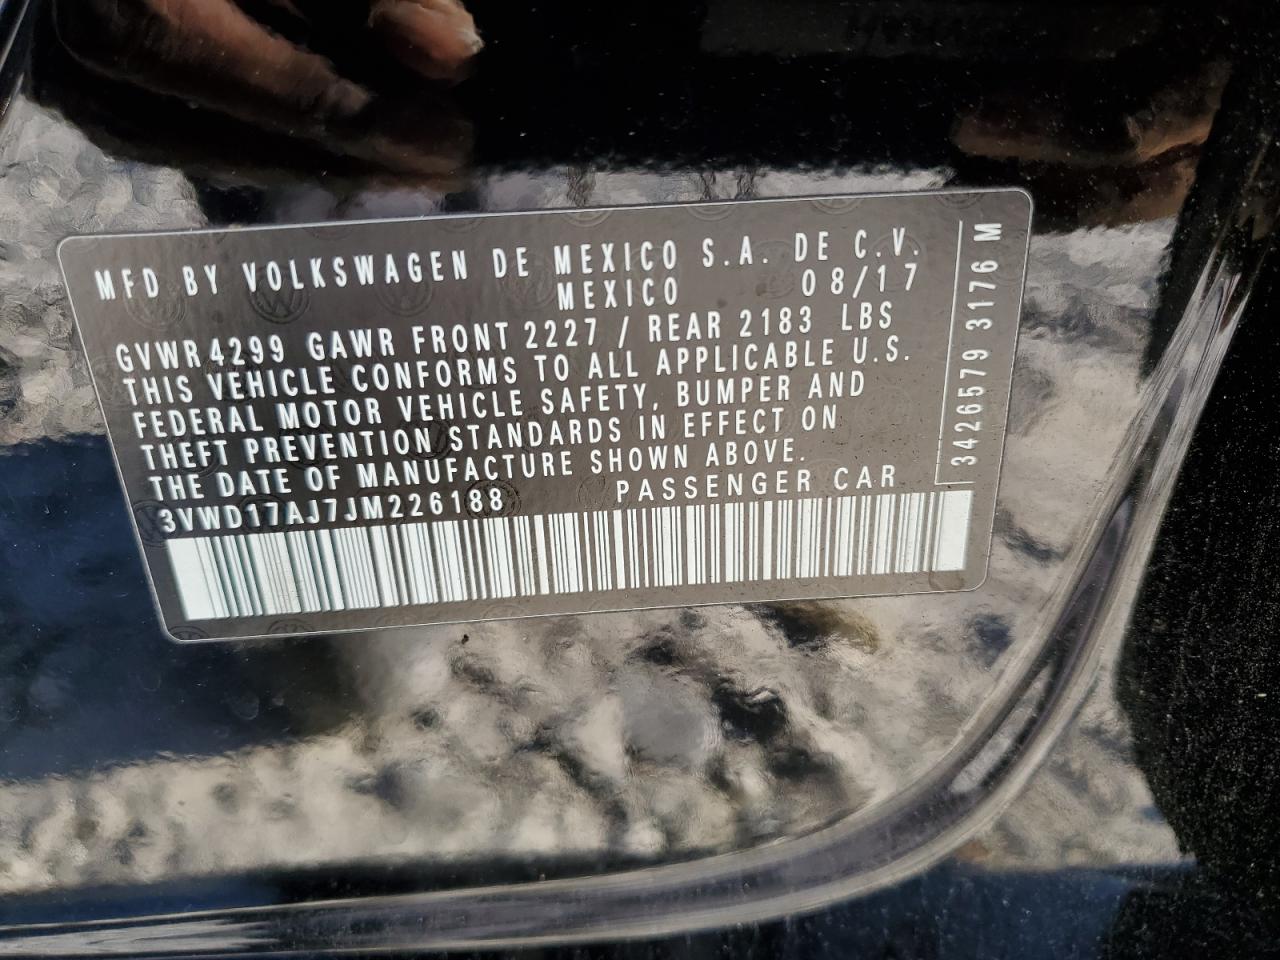 MFD BY VOLKSWAGEN DE MEXICO S.A. DE C.V.
MEXICO 08/17
GVWR 4299 GAWR FRONT 2227 / REAR 2183 LBS
THIS VEHICLE CONFORMS TO ALL APPLICABLE U.S.
FEDERAL MOTOR VEHICLE SAFETY, BUMPER AND
THEFT PREVENTION STANDARDS IN EFFECT ON
THE DATE OF MANUFACTURE SHOWN ABOVE.
3VWD17AJ7JM226188 PASSENGER CAR
3426579 3176 M